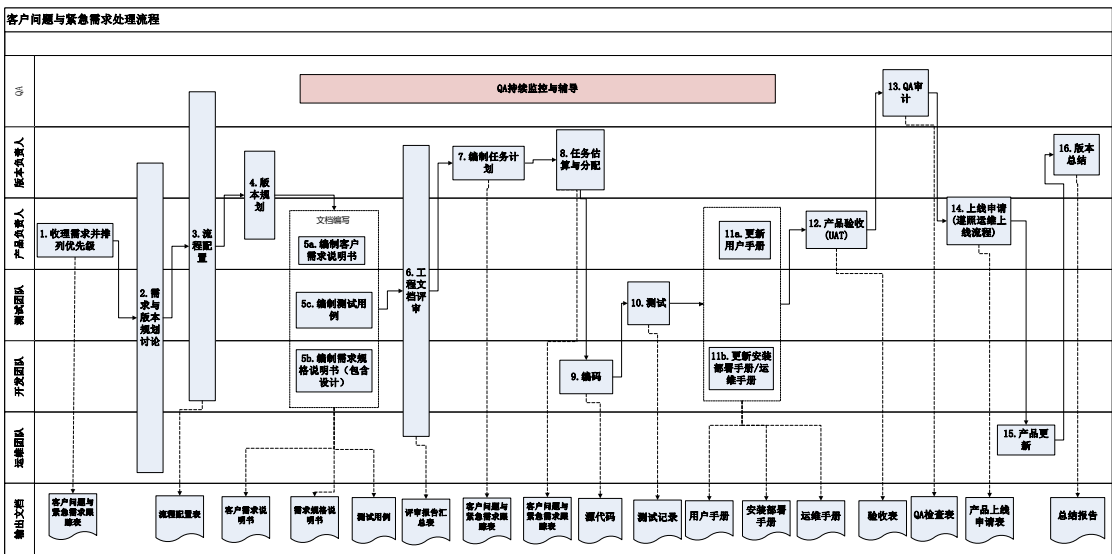 客户问题与紧急需求处理流程
QA
QA持续监控与辅导
13.QA审
计
版本负责人
4.版
本规
划
7.编制任务计
划
8.任务估
算与分配
16.版本
总结
产品负责人
1.收理需求并排
列优先级
3.流
程配
置
文档编写
5a.编制客户
需求说明书
11a.更新
用户手册
12.产品验收
(UAT)
14.上线申请
(遵照运维上
线流程)
测试团队
2.需
求与
版本
规划
讨论
5c.编制测试用
例
6.工
程文
档评
审
10.测试
开发团队
5b.编制需求规
格说明书（包含
设计）
9.编码
11b.更新安装
部署手册/运
维手册
运维团队
15.产品更
新
输出文档
客户问题与
紧急需求跟
踪表
流程配置表
客户需求说
明书
需求规格说
明书
测试用例
评审报告汇
总表
客户问题与
紧急需求跟
踪表
客户问题与
紧急需求跟
踪表
源代码
测试记录
用户手册
安装部署
手册
运维手册
验收表
QA检查表
产品上线
申请表
总结报告